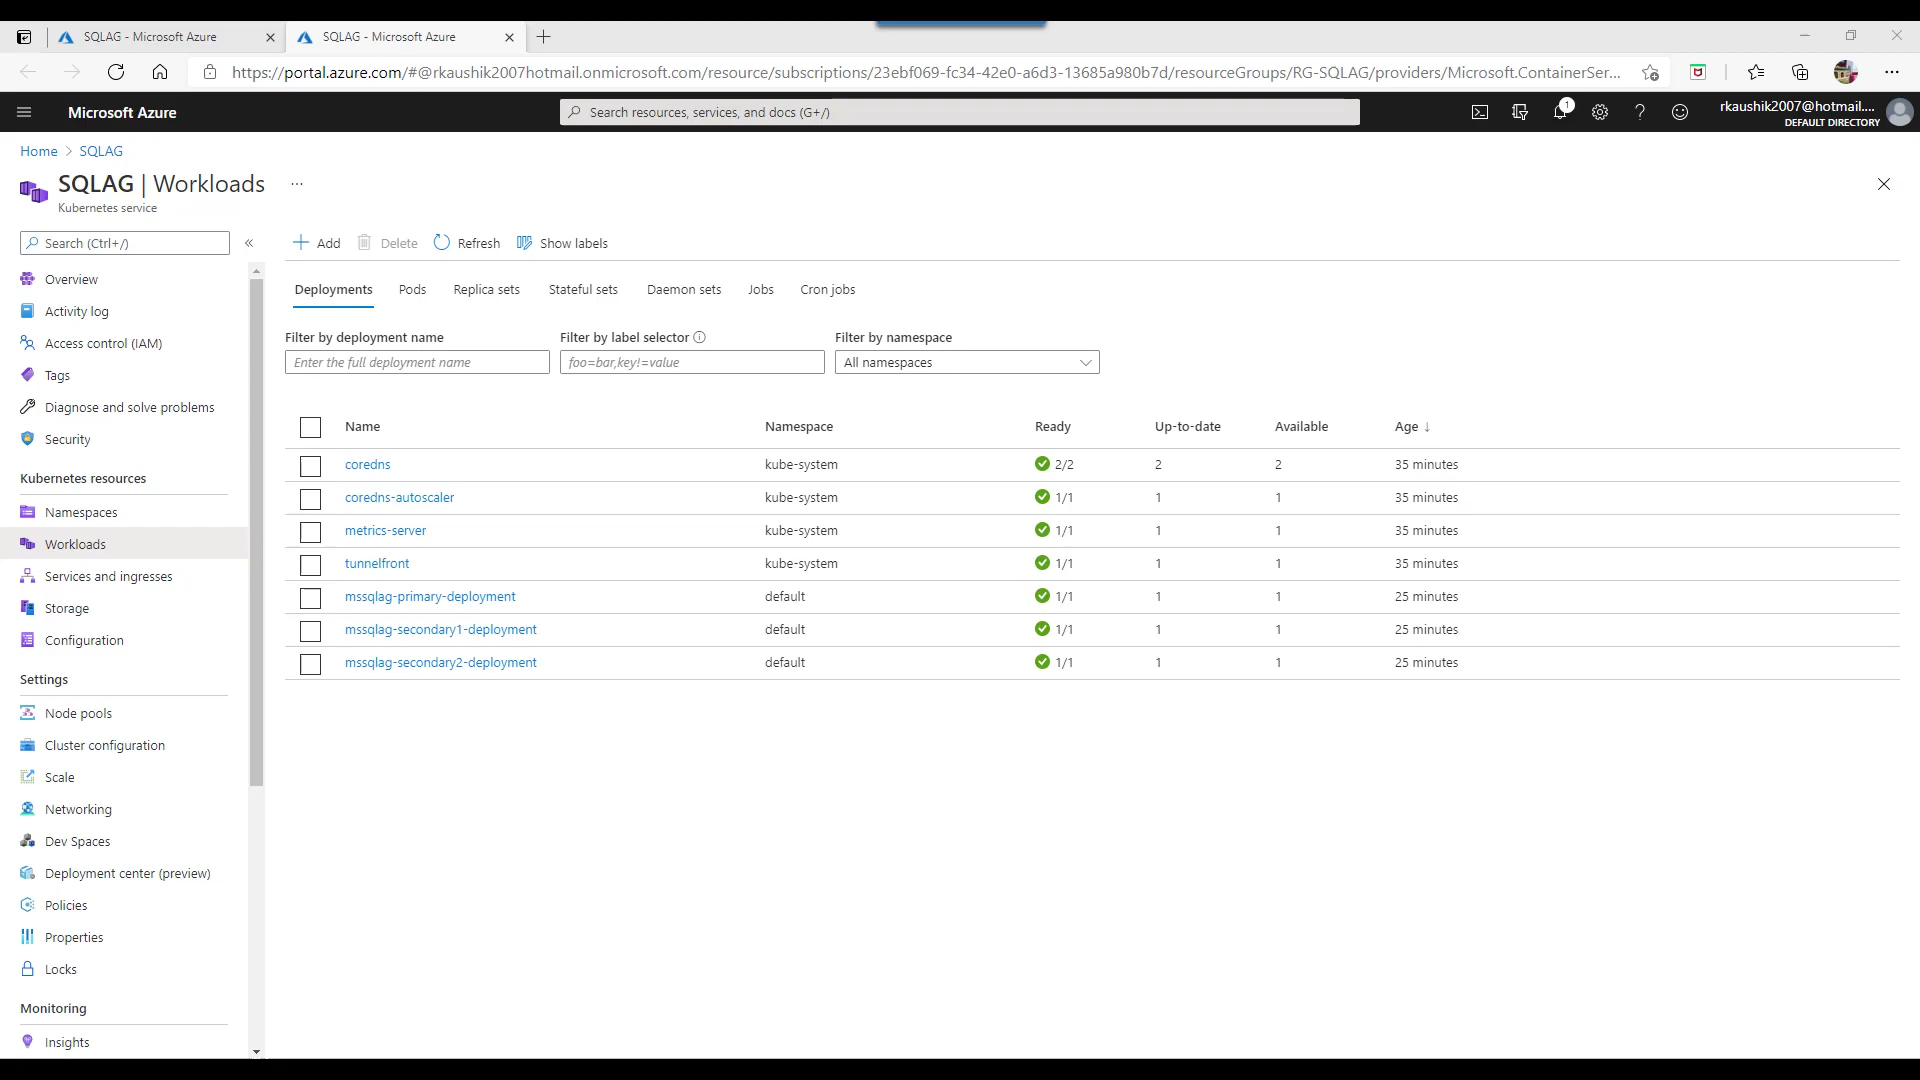 SQLAG - Microsoft Azure
SQLAG - Microsoft Azure
https://portal.azure.com/#@rkaushik2007hotmail.onmicrosoft.com/resource/subscriptions/23ebf069-fc34-42e0-a6d3-13685a980b7d/resourceGroups/RG-SQLAG/providers/Microsoft.ContainerSer...
Microsoft Azure
Search resources, services, and docs (G+/)
1
rkaushik2007@hotmail....
DEFAULT DIRECTORY
Home > SQLAG
SQLAG | Workloads ...
Kubernetes service
Search (Ctrl+/) «
Overview
Activity log
Access control (IAM)
Tags
Diagnose and solve problems
Security
Kubernetes resources
Namespaces
Workloads
Services and ingresses
Storage
Configuration
Settings
Node pools
Cluster configuration
Scale
Networking
Dev Spaces
Deployment center (preview)
Policies
Properties
Locks
Monitoring
Insights
Add Delete Refresh Show labels
Deployments Pods Replica sets Stateful sets Daemon sets Jobs Cron jobs
Filter by deployment name Filter by label selector Filter by namespace
Enter the full deployment name foo=bar,key!=value All namespaces
Name Namespace Ready Up-to-date Available Age ↓
coredns kube-system 2/2 2 2 35 minutes
coredns-autoscaler kube-system 1/1 1 1 35 minutes
metrics-server kube-system 1/1 1 1 35 minutes
tunnelfront kube-system 1/1 1 1 35 minutes
mssqlag-primary-deployment default 1/1 1 1 25 minutes
mssqlag-secondary1-deployment default 1/1 1 1 25 minutes
mssqlag-secondary2-deployment default 1/1 1 1 25 minutes